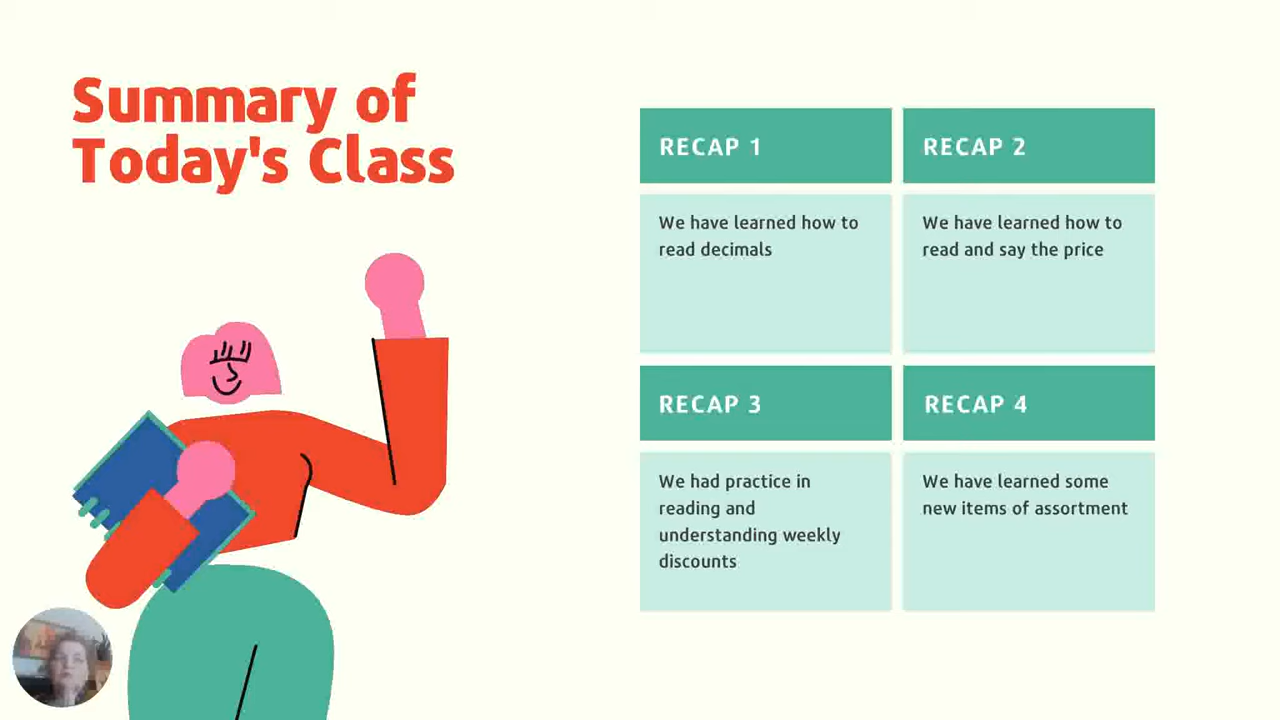 Summary of
Today's Class
RECAP 1
We have learned how to
read decimals
RECAP 2
We have learned how to
read and say the price
RECAP 3
We had practice in
reading and
understanding weekly
discounts
RECAP 4
We have learned some
new items of assortment